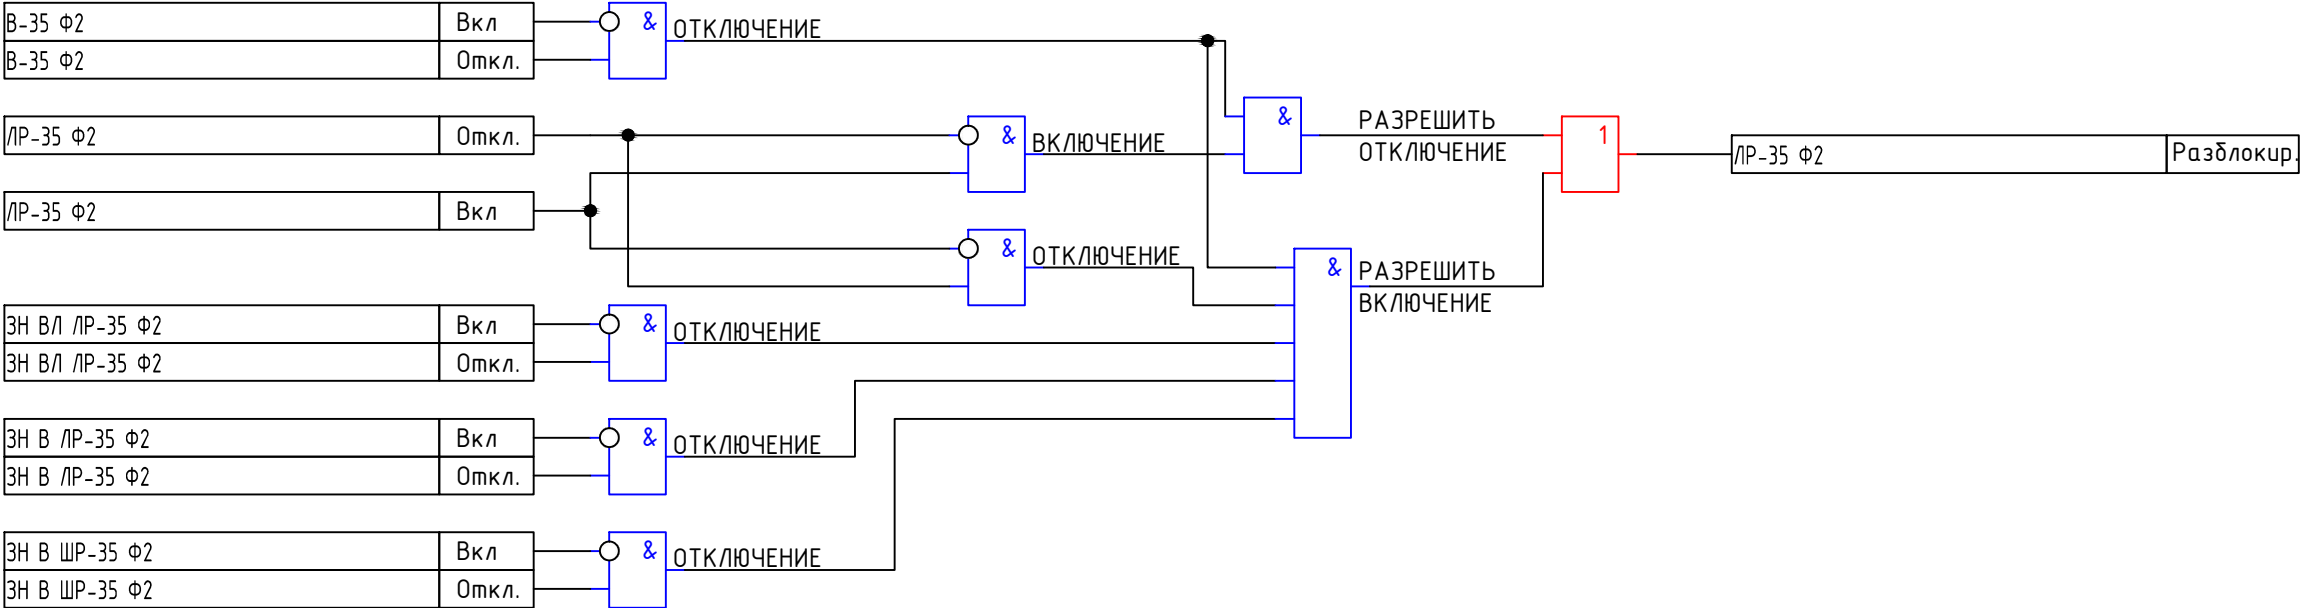 В-35 Ф2 Вкл & ОТКЛЮЧЕНИЕ
В-35 Ф2 Откл.
ЛР-35 Ф2 Откл. & ВКЛЮЧЕНИЕ & РАЗРЕШИТЬ ОТКЛЮЧЕНИЕ 1 ЛР-35 Ф2 Разблокир.
ЛР-35 Ф2 Вкл
& ОТКЛЮЧЕНИЕ
& РАЗРЕШИТЬ
ВКЛЮЧЕНИЕ
ЗН ВЛ ЛР-35 Ф2 Вкл & ОТКЛЮЧЕНИЕ
ЗН ВЛ ЛР-35 Ф2 Откл.
ЗН В ЛР-35 Ф2 Вкл & ОТКЛЮЧЕНИЕ
ЗН В ЛР-35 Ф2 Откл.
ЗН В ШР-35 Ф2 Вкл & ОТКЛЮЧЕНИЕ
ЗН В ШР-35 Ф2 Откл.